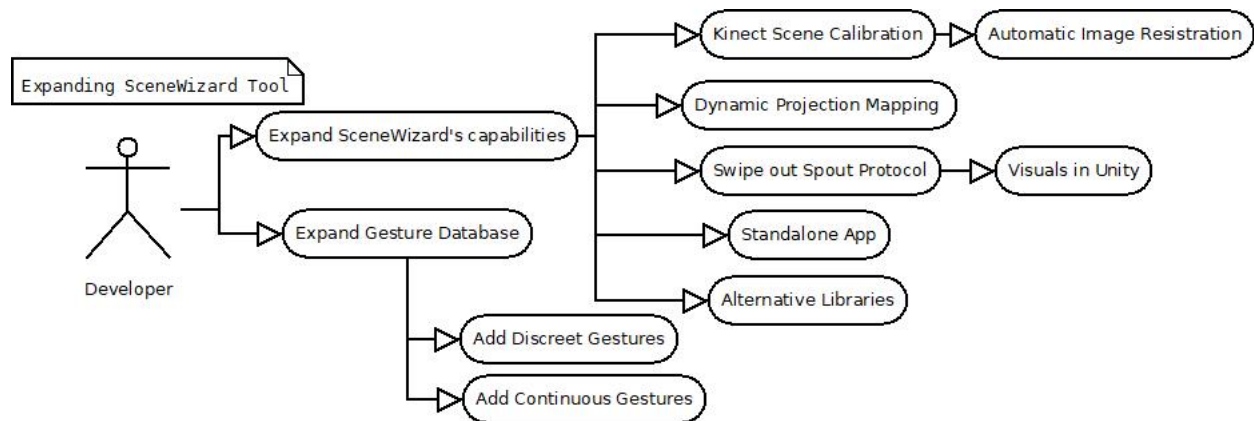 Kinect Scene Calibration
Automatic Image Resistration
Expanding SceneWizard Tool
Dynamic Projection Mapping
Expand SceneWizard's capabilities
Swipe out Spout Protocol
Visuals in Unity
Expand Gesture Database
Standalone App
Developer
Alternative Libraries
Add Discreet Gestures
Add Continuous Gestures